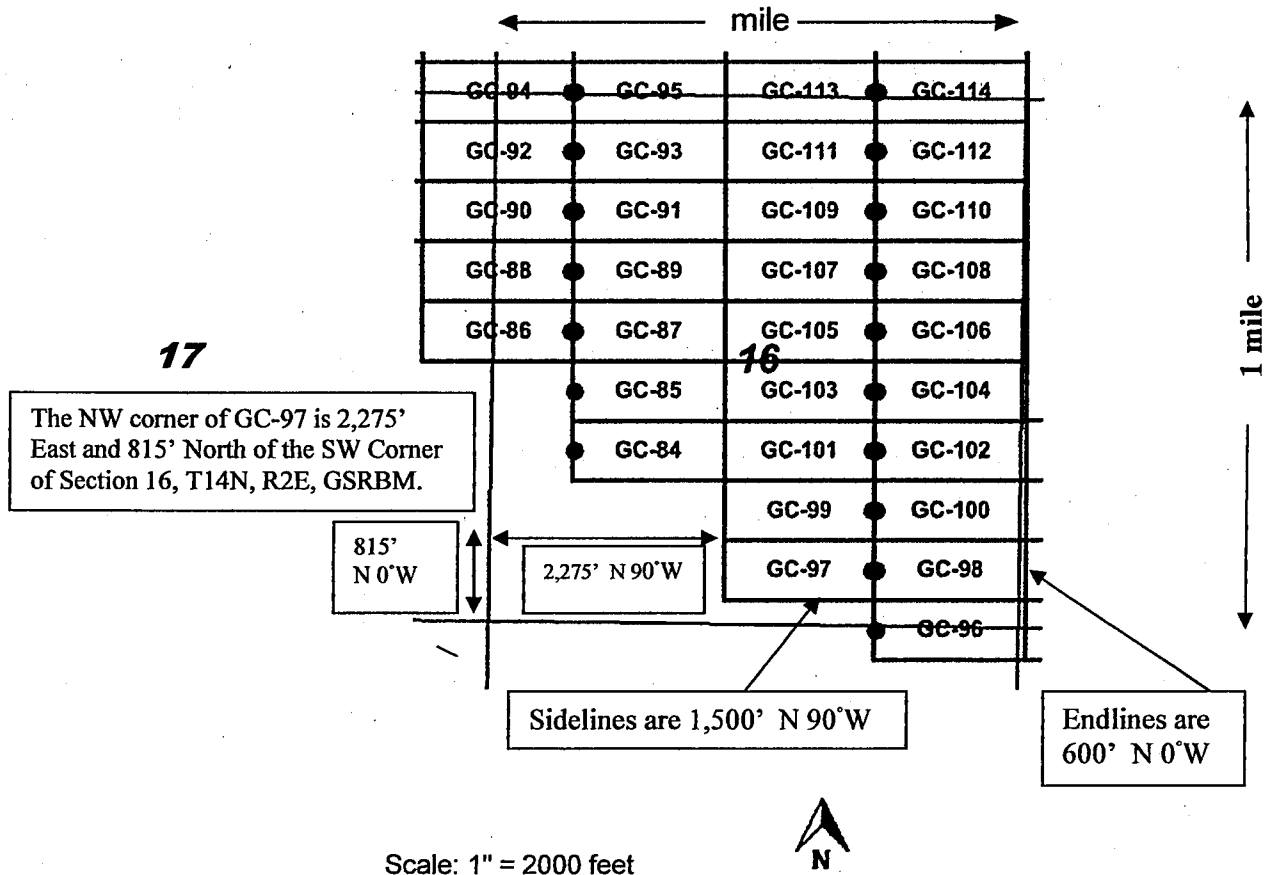 mile
GC-94 GC-95 GC-113 GC-114
GC-92 GC-93 GC-111 GC-112
GC-90 GC-91 GC-109 GC-110
GC-88 GC-89 GC-107 GC-108
GC-86 GC-87 GC-105 GC-106
17
16
GC-85 GC-103 GC-104
GC-84 GC-101 GC-102
GC-99 GC-100
GC-97 GC-98
GC-96
1 mile
The NW corner of GC-97 is 2,275'
East and 815' North of the SW Corner
of Section 16, T14N, R2E, GSRBM.
815'
N 0°W
2,275' N 90°W
Sidelines are 1,500' N 90°W
Endlines are
600' N 0°W
N
Scale: 1" = 2000 feet